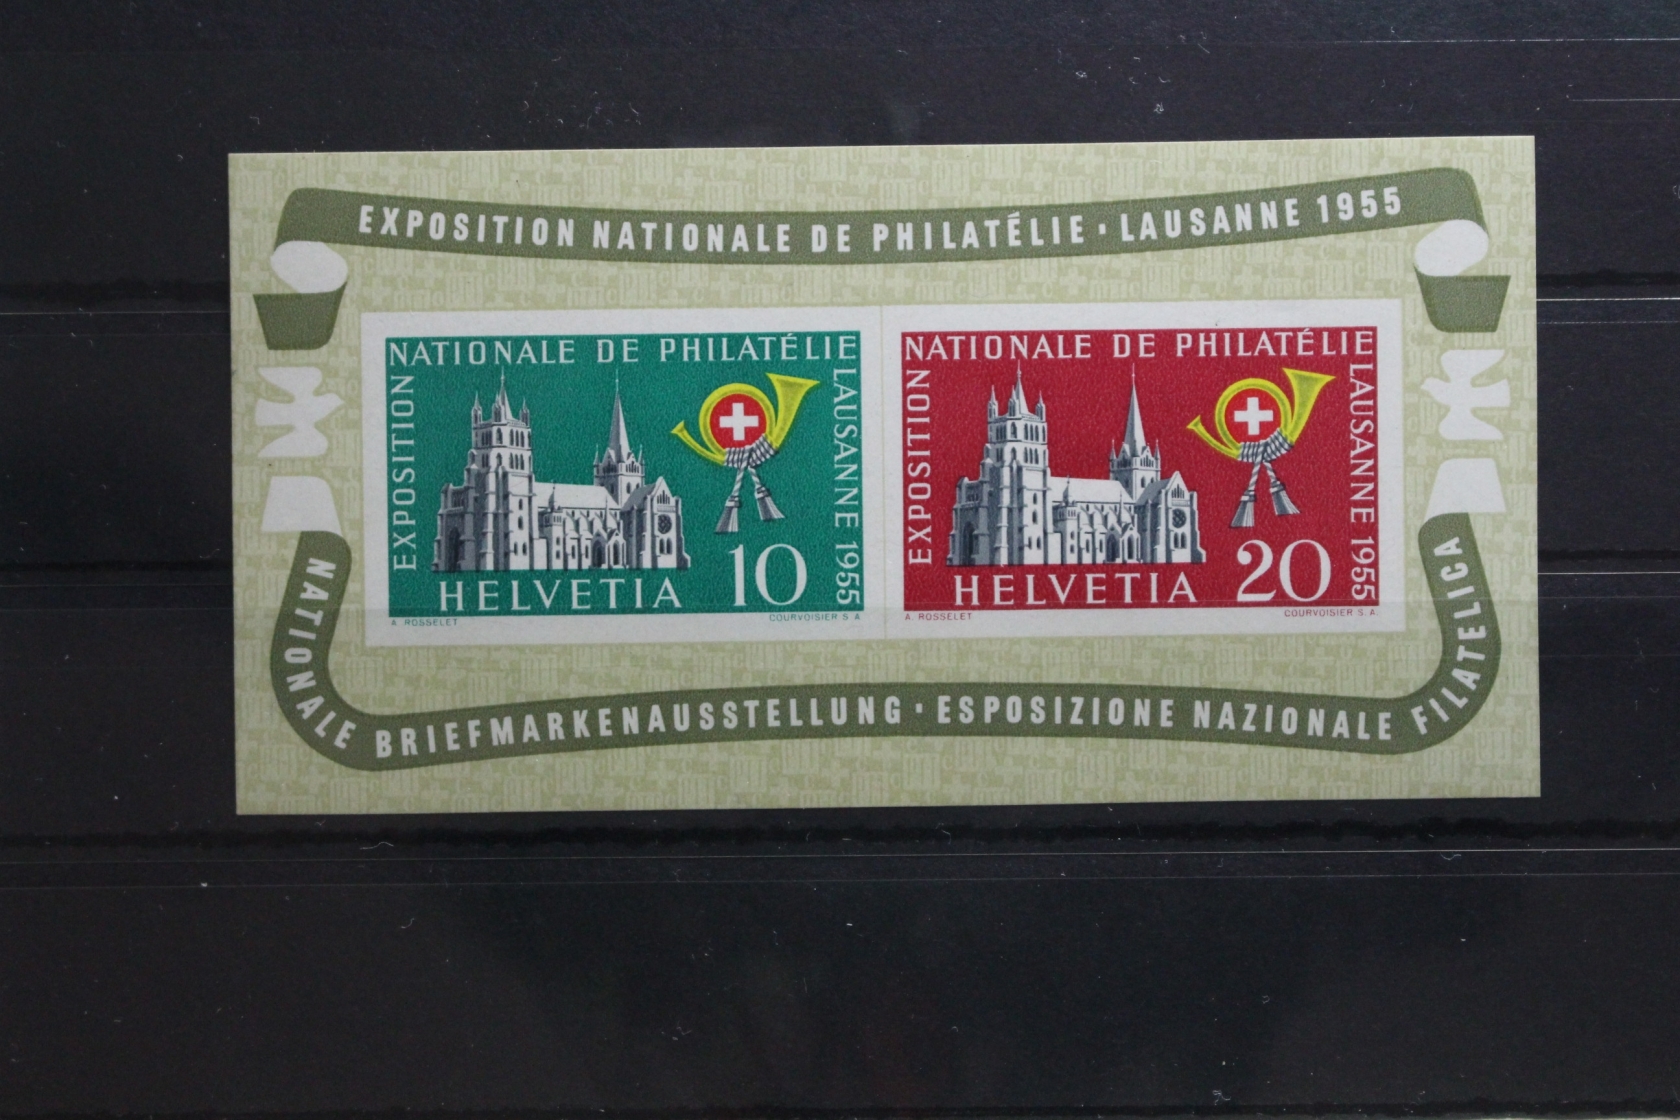 EXPOSITION NATIONALE DE PHILATÉLIE · LAUSANNE 1955
EXPOSITION
NATIONALE DE PHILATÉLIE
LAUSANNE 1955
HELVETIA 10
A. ROSSELET COURVOISIER S A
EXPOSITION
NATIONALE DE PHILATÉLIE
LAUSANNE 1955
HELVETIA 20
A. ROSSELET COURVOISIER S. A.
NATIONALE BRIEFMARKENAUSSTELLUNG · ESPOSIZIONE NAZIONALE FILATELICA